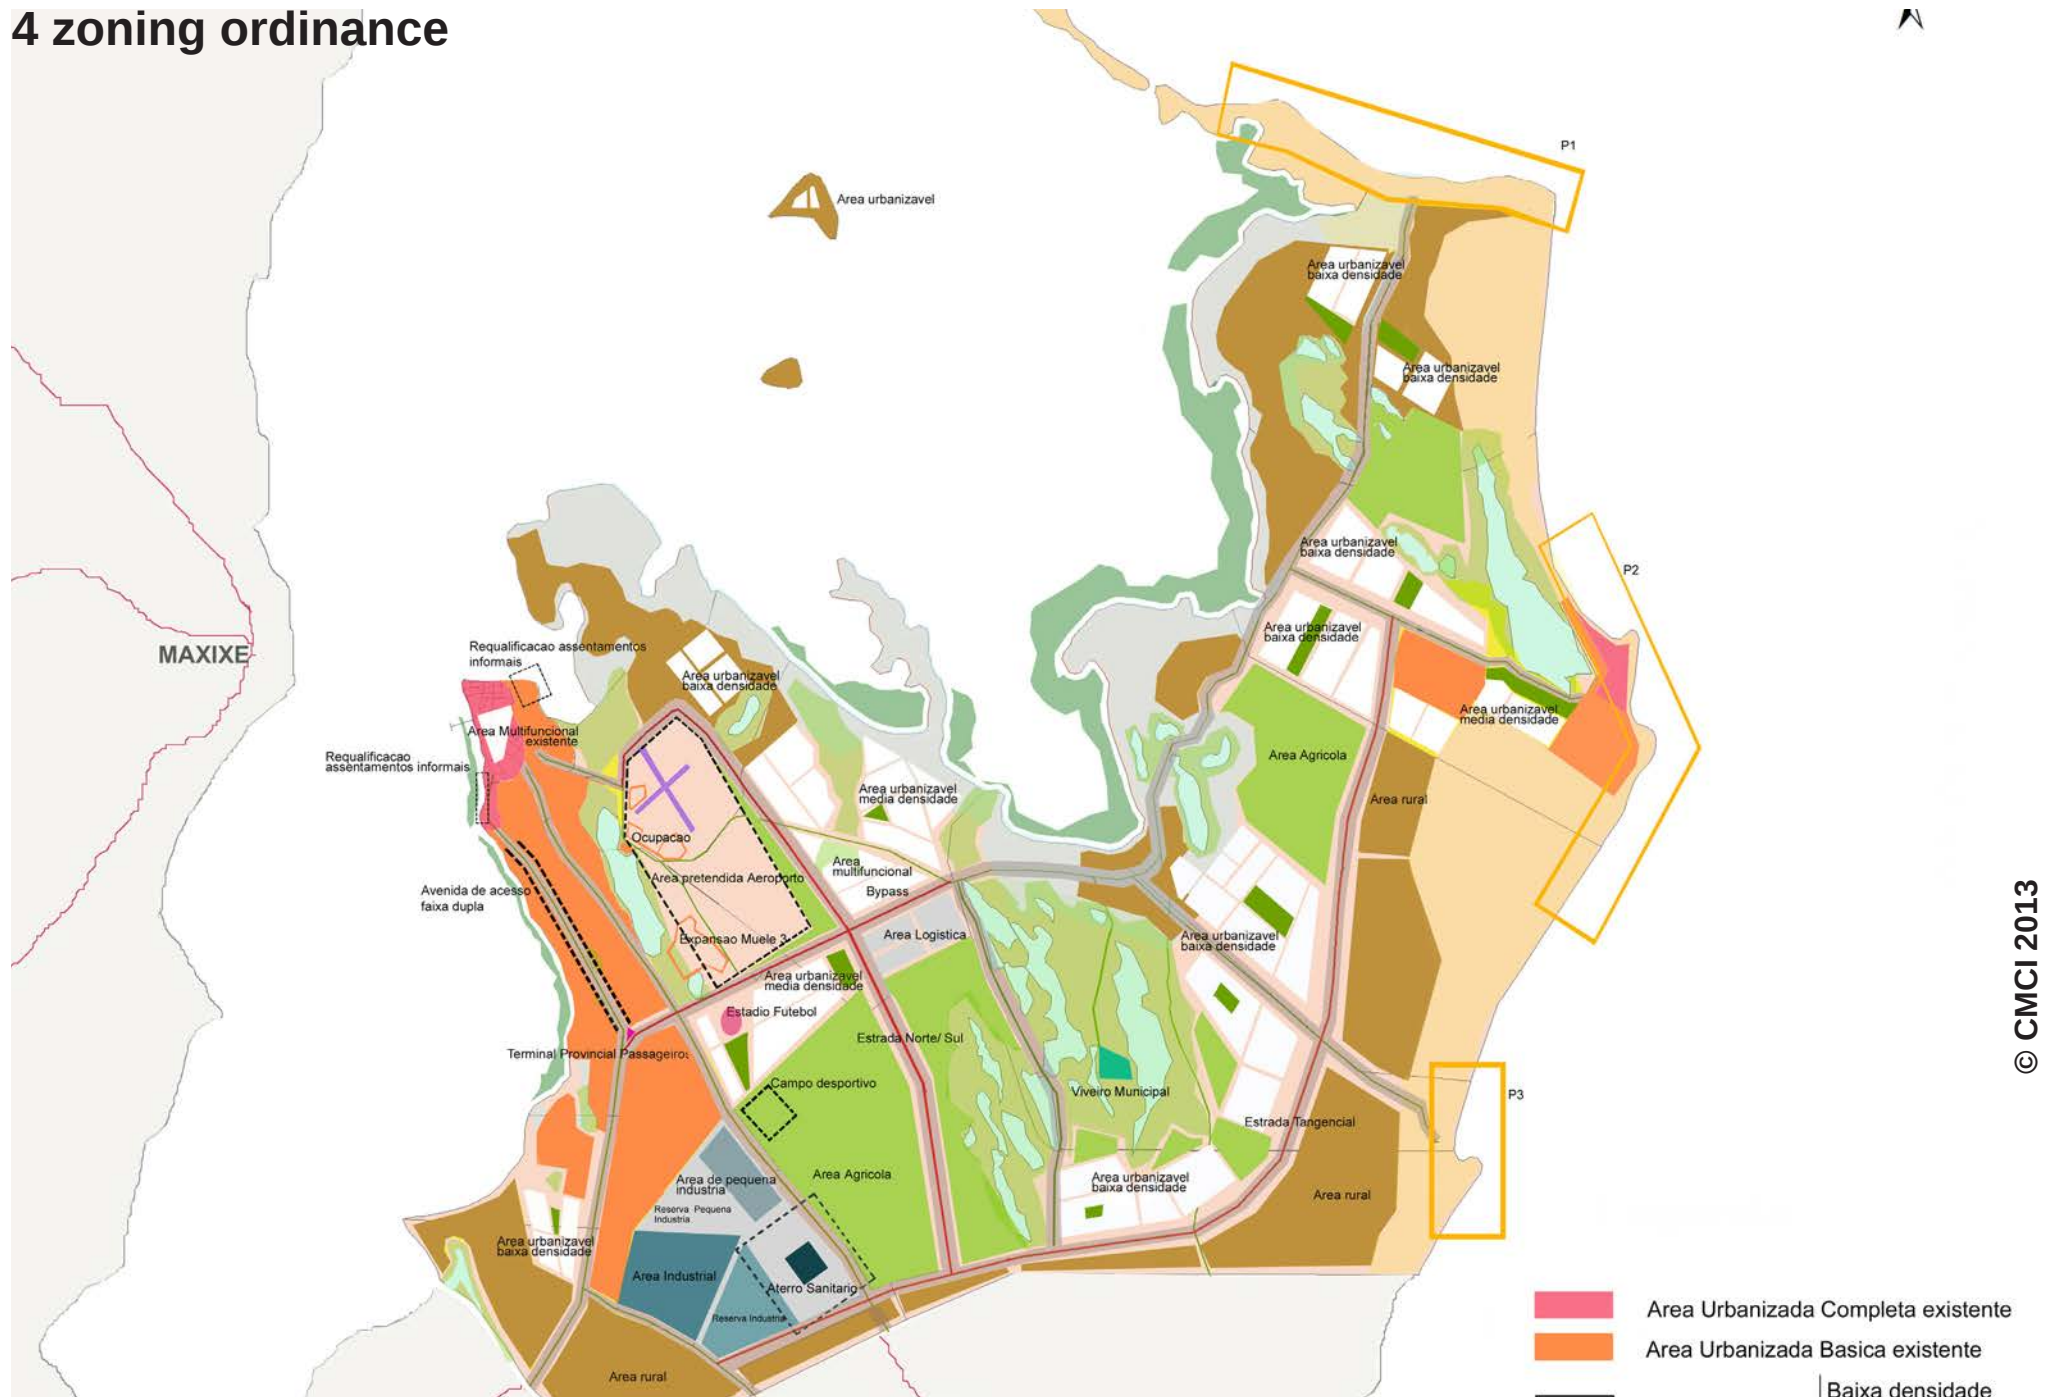 4 zoning ordinance
P1
Area urbanizavel
Area urbanizavel
baixa densidade
Area urbanizavel
baixa densidade
Area urbanizavel
baixa densidade
P2
Area urbanizavel
baixa densidade
MAXIXE
Requalificacao assentamentos
informais
Area urbanizavel
baixa densidade
Area urbanizavel
media densidade
Area Multifuncional
existente
Requalificacao
assentamentos informais
Area Agricola
Area urbanizavel
media densidade
Area rural
Ocupacao
Area
multifuncional
Area pretendida Aeroporto
Bypass
Avenida de acesso
faixa dupla
Expansao Muele 3
Area Logistica
Area urbanizavel
baixa densidade
Area urbanizavel
media densidade
Estadio Futebol
Estrada Norte/ Sul
Terminal Provincial Passageiros
Campo desportivo
Viveiro Municipal
P3
Estrada Tangencial
Area Agricola
Area de pequena
industria
Area urbanizavel
baixa densidade
Area rural
Reserva Pequena
Industria
Area urbanizavel
baixa densidade
Area Industrial
Aterro Sanitario
Reserva Industria
Area rural
© CMCI 2013
Area Urbanizada Completa existente
Area Urbanizada Basica existente
Baixa densidade